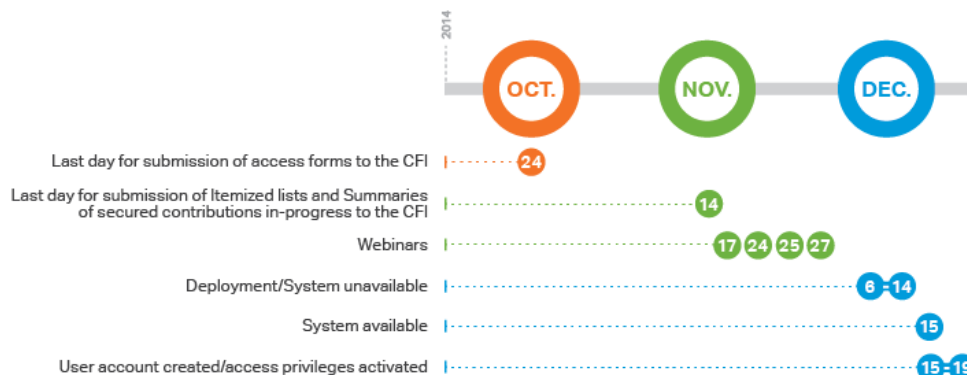 2014
OCT. NOV. DEC.
Last day for submission of access forms to the CFI 24
Last day for submission of Itemized lists and Summaries
of secured contributions in-progress to the CFI 14
Webinars 17 24 25 27
Deployment/System unavailable 6 14
System available 15
User account created/access privileges activated 15 19